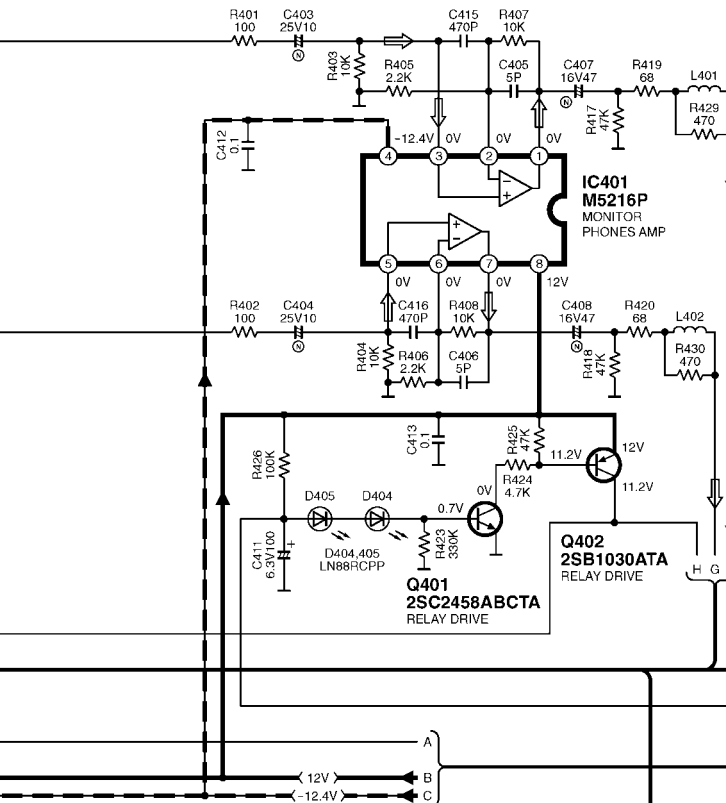 R401
100
C403
25V10
N
R403
10K
R405
2.2K
C415
470P
R407
10K
C405
5P
C407
16V47
N
R417
47K
R419
68
L401
R429
470
C412
0.1
-12.4V
0V
0V
0V
4
3
2
1
−
+
IC401
M5216P
MONITOR
PHONES AMP
+
−
5
6
7
8
0V
0V
0V
12V
R402
100
C404
25V10
N
R404
10K
C416
470P
R406
2.2K
R408
10K
C406
5P
C408
16V47
N
R418
47K
R420
68
L402
R430
470
R426
100K
C413
0.1
R425
47K
11.2V
12V
R424
4.7K
11.2V
D405
D404
0.7V
0V
C411
6.3V100
+
D404,405
LN88RCPP
R423
330K
Q401
2SC2458ABCTA
RELAY DRIVE
Q402
2SB1030ATA
RELAY DRIVE
H G
A
12V
B
-12.4V
C